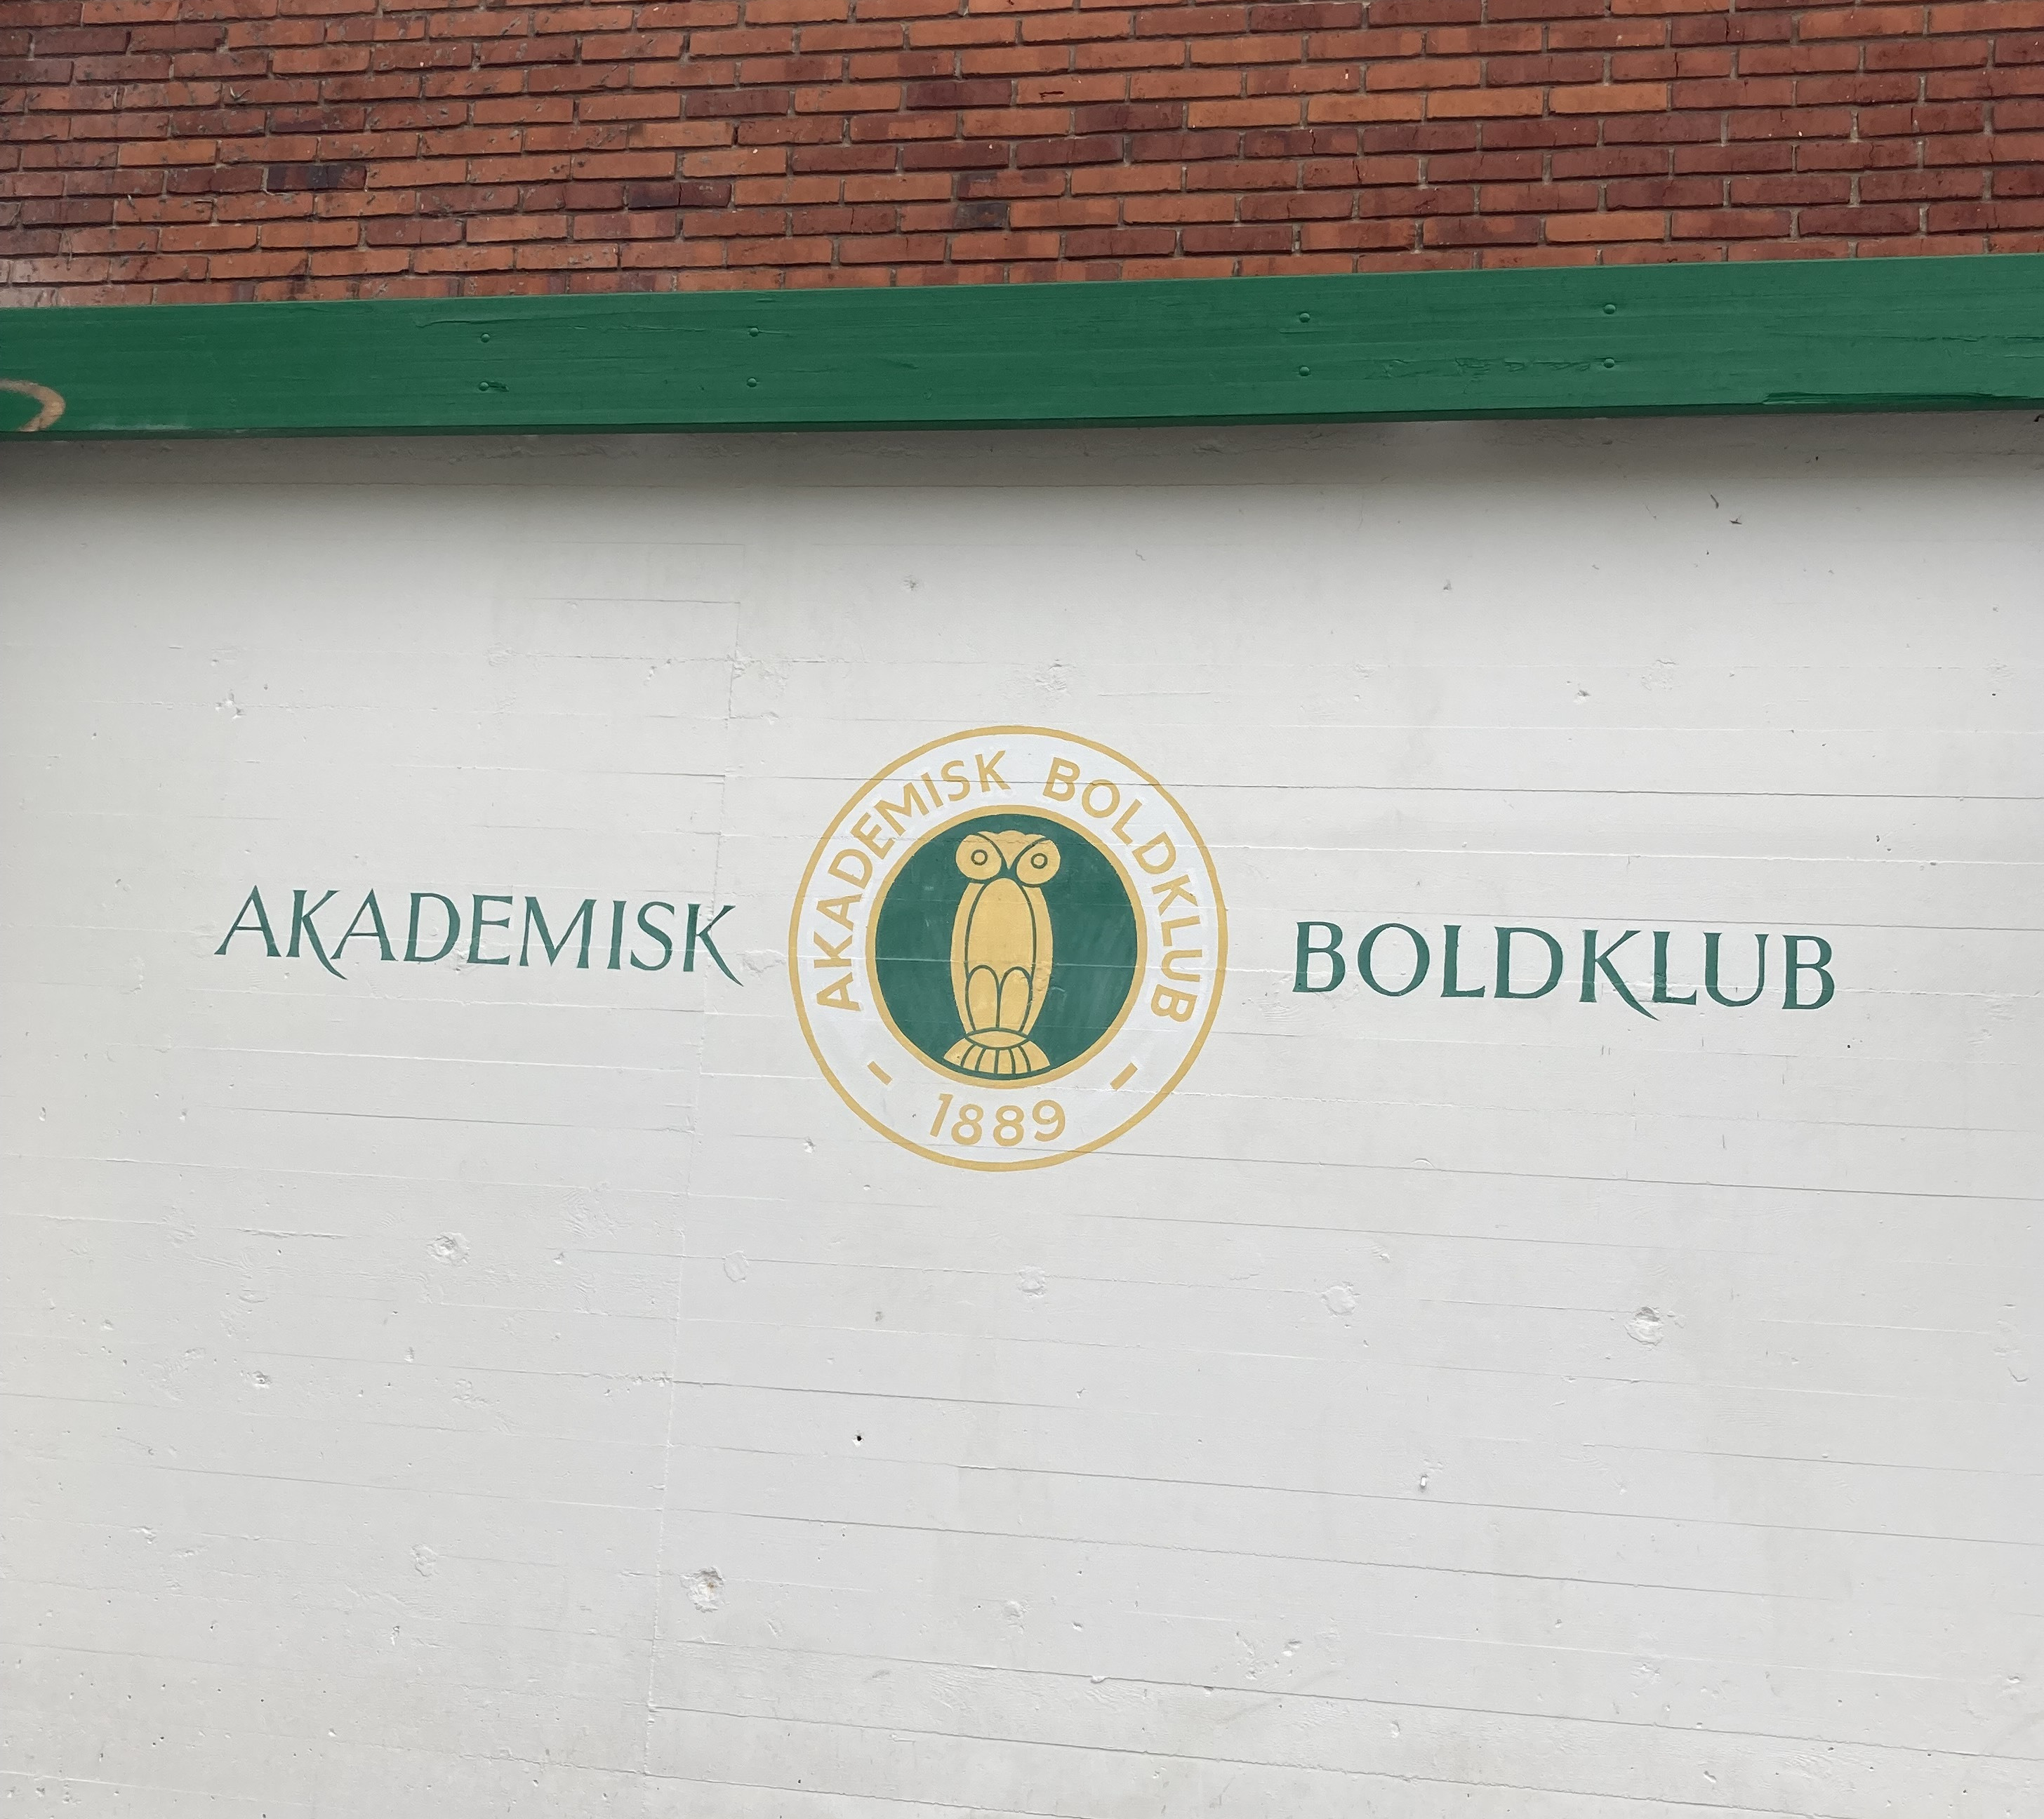 AKADEMISK
AKADEMISK BOLDKLUB
- 1889 -
BOLDKLUB